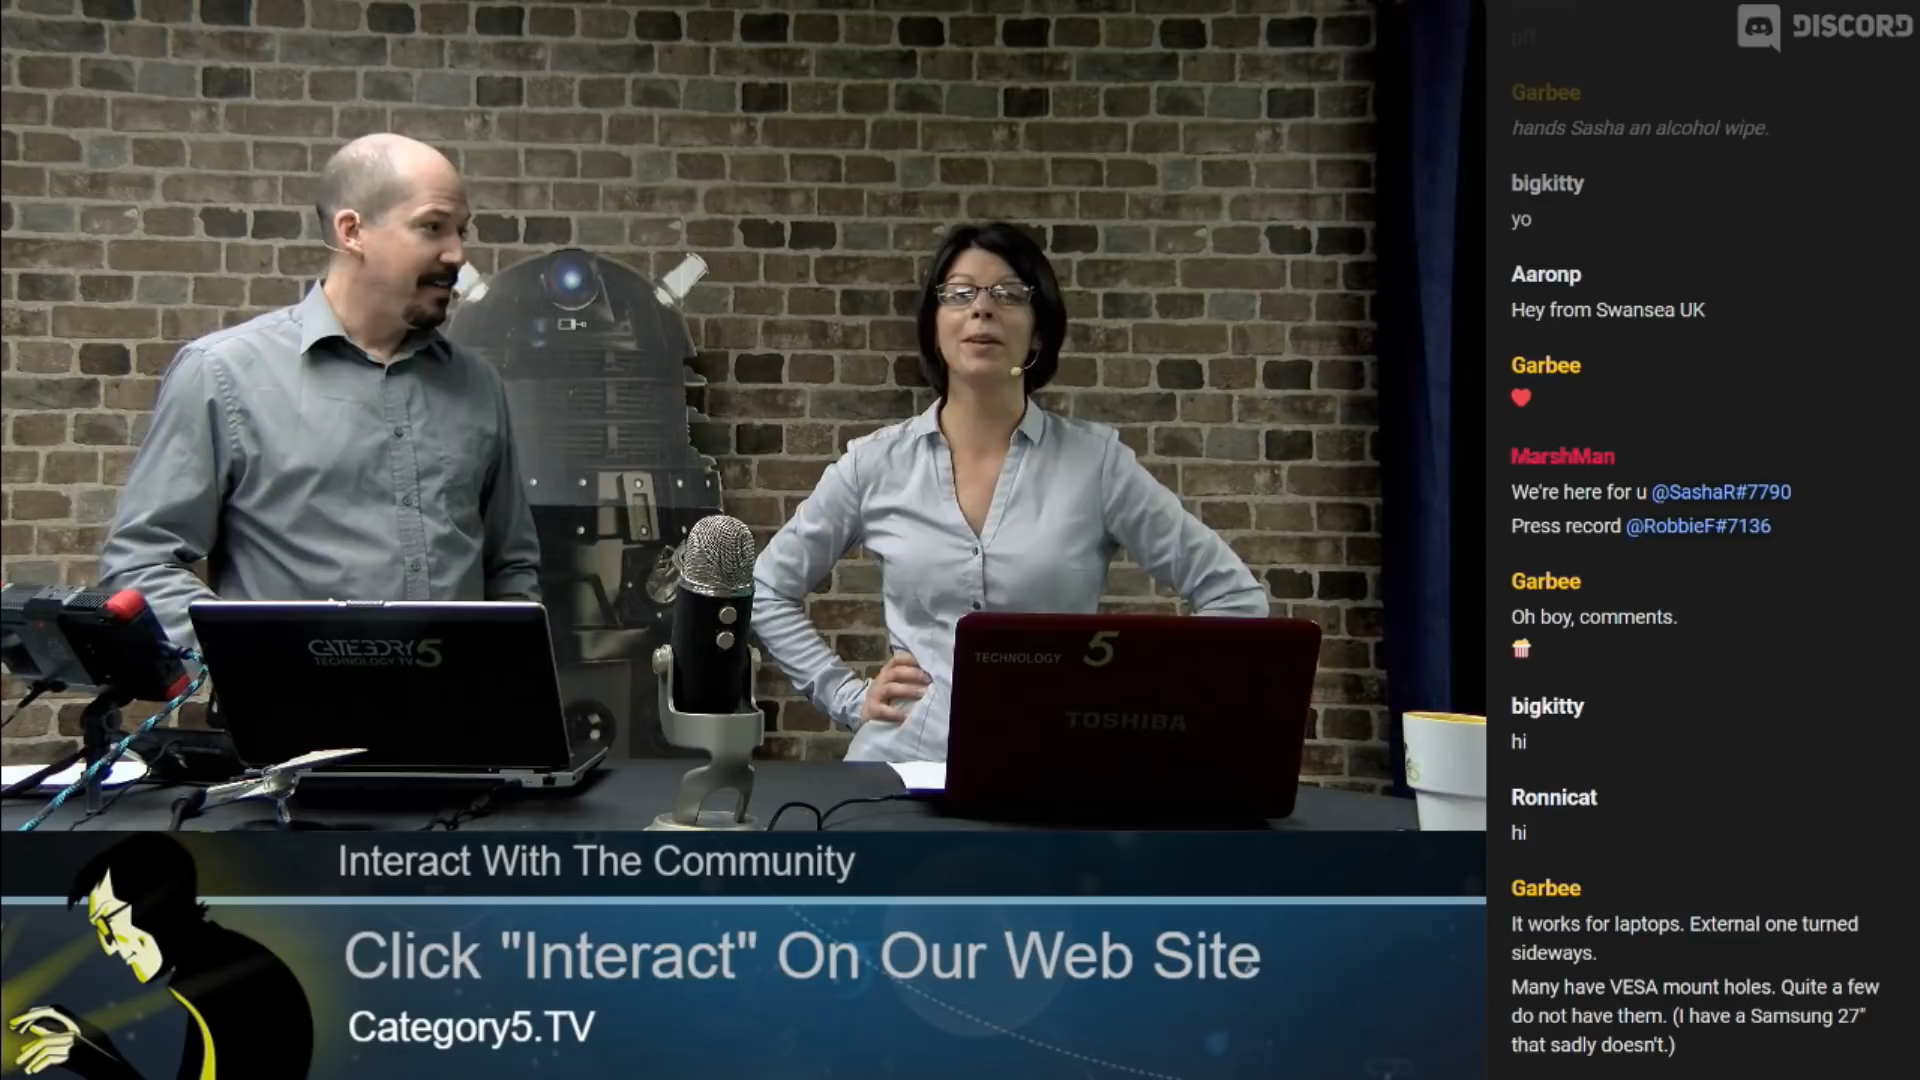 DISCORD
pft
Garbee
hands Sasha an alcohol wipe.
bigkitty
yo
Aaronp
Hey from Swansea UK
Garbee
MarshMan
We're here for u @SashaR#7790
Press record @RobbieF#7136
Garbee
Oh boy, comments.
bigkitty
hi
Ronnicat
hi
Garbee
It works for laptops. External one turned
sideways.
Many have VESA mount holes. Quite a few
do not have them. (I have a Samsung 27"
that sadly doesn't.)
CATEGORY5
TECHNOLOGY TV
TECHNOLOGY 5
TOSHIBA
Interact With The Community
Click "Interact" On Our Web Site
Category5.TV